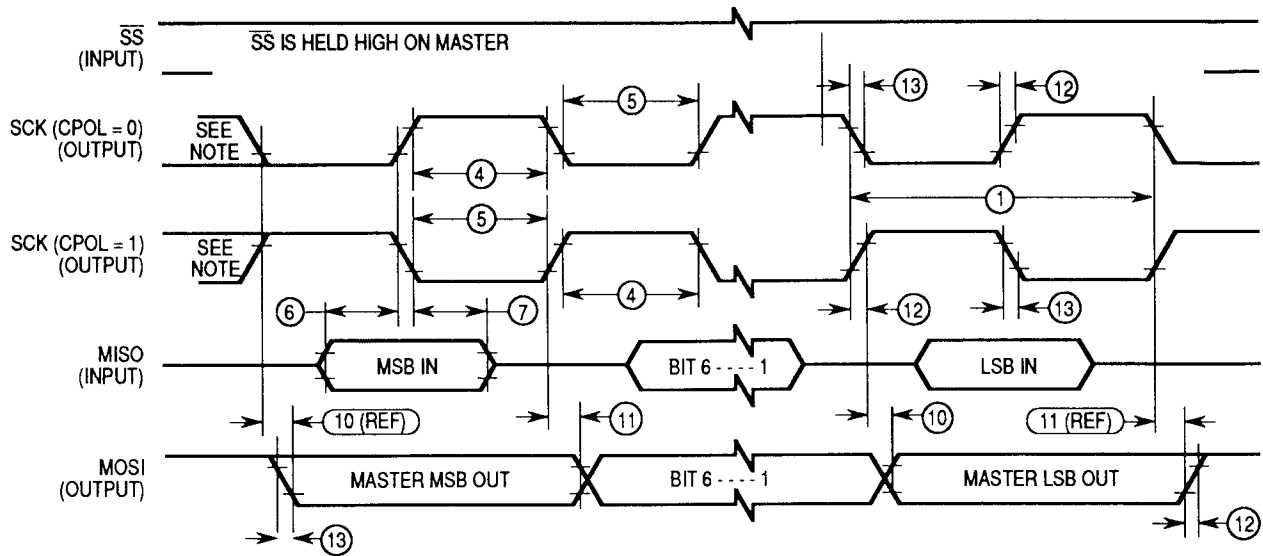 SS
(INPUT)
SS IS HELD HIGH ON MASTER
13
12
5
SCK (CPOL = 0)
(OUTPUT)
SEE
NOTE
4
1
5
SCK (CPOL = 1)
(OUTPUT)
SEE
NOTE
4
6
7
12
13
MISO
(INPUT)
MSB IN
BIT 6 - - - - - 1
LSB IN
10 (REF)
11
10
11 (REF)
MOSI
(OUTPUT)
MASTER MSB OUT
BIT 6 - - - - - 1
MASTER LSB OUT
13
12